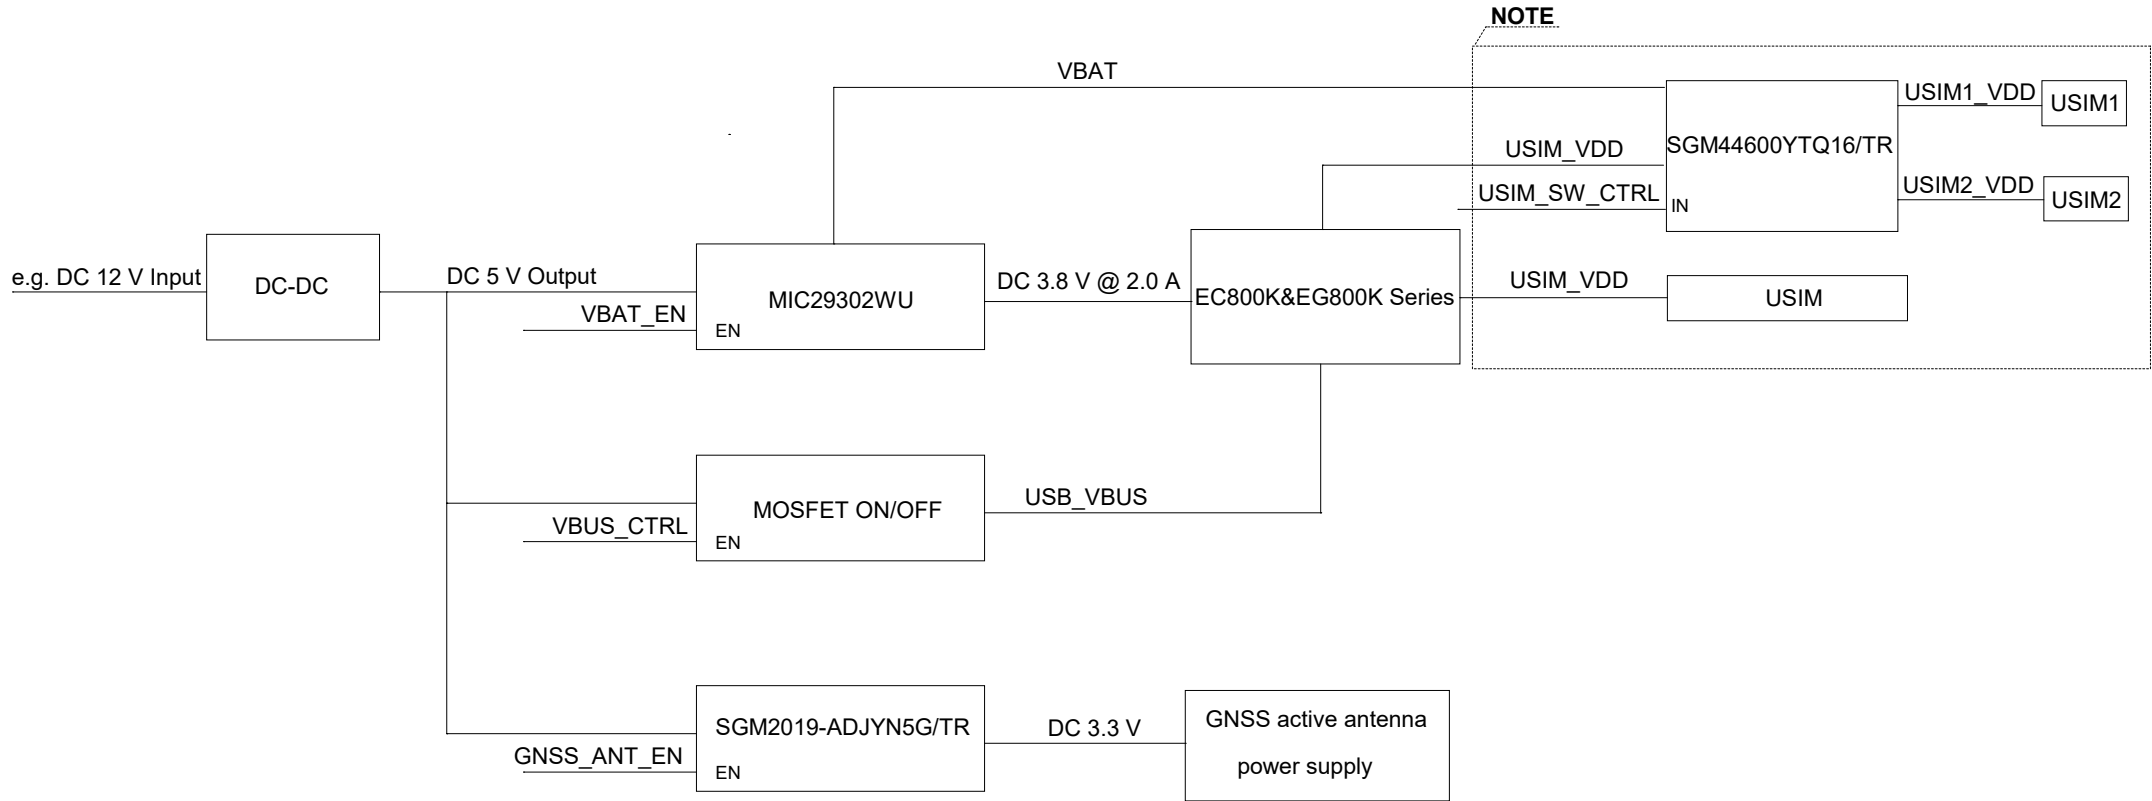 NOTE
VBAT
USIM1_VDD
USIM1
SGM44600YTQ16/TR
USIM_VDD
USIM2_VDD
USIM_SW_CTRL
IN
USIM2
e.g. DC 12 V Input
DC-DC
DC 5 V Output
MIC29302WU
DC 3.8 V @ 2.0 A
EC800K&EG800K Series
USIM_VDD
USIM
VBAT_EN
EN
MOSFET ON/OFF
USB_VBUS
VBUS_CTRL
EN
SGM2019-ADJYN5G/TR
DC 3.3 V
GNSS active antenna
power supply
GNSS_ANT_EN
EN